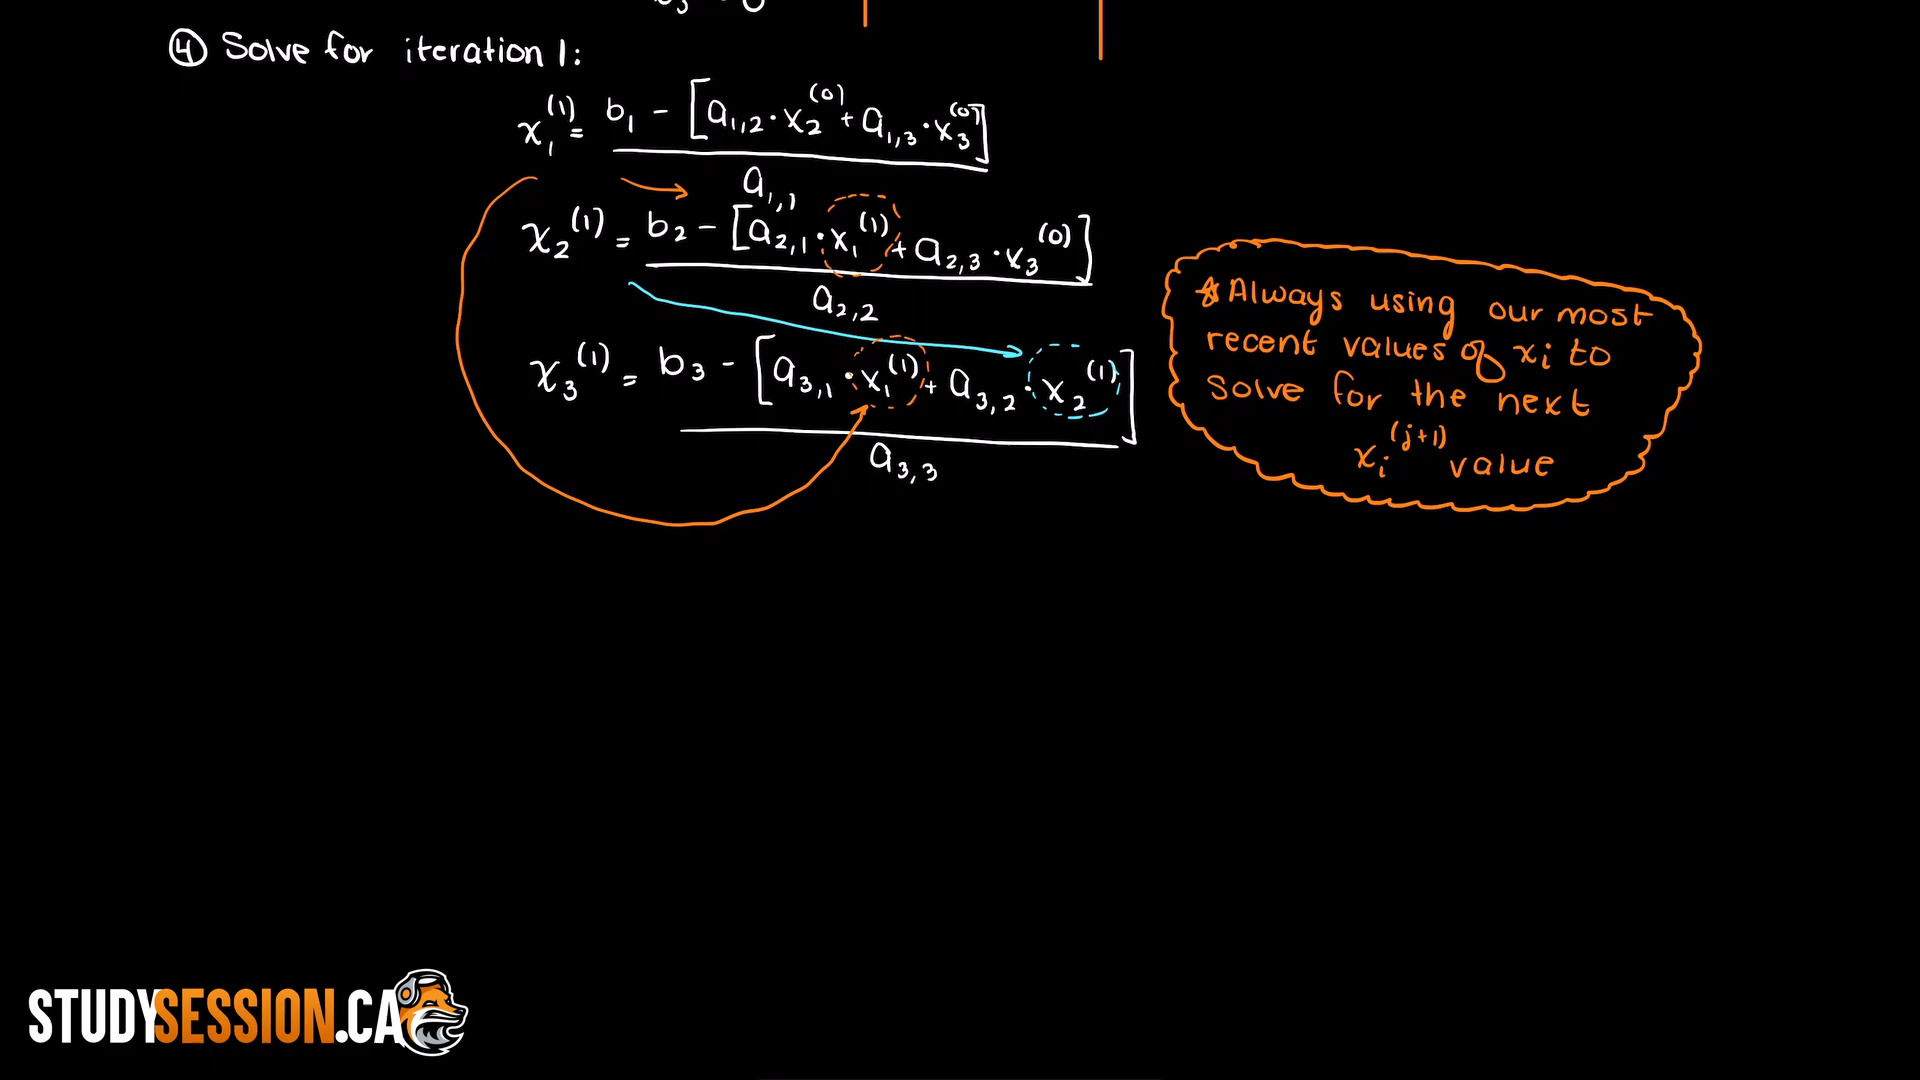 ④ Solve for iteration 1:
x₁⁽¹⁾ = b₁ - [a₁,₂ · x₂⁽⁰⁾ + a₁,₃ · x₃⁽⁰⁾]
a₁,₁
x₂⁽¹⁾ = b₂ - [a₂,₁ · x₁⁽¹⁾ + a₂,₃ · x₃⁽⁰⁾]
a₂,₂
x₃⁽¹⁾ = b₃ - [a₃,₁ · x₁⁽¹⁾ + a₃,₂ · x₂⁽¹⁾]
a₃,₃
☆Always using our most
recent values of xᵢ to
solve for the next
xᵢ⁽ʲ⁺¹⁾ value
STUDYSESSION.CA